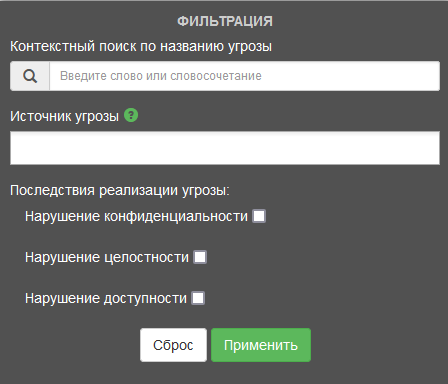 ФИЛЬТРАЦИЯ
Контекстный поиск по названию угрозы
Введите слово или словосочетание
Источник угрозы ?
Последствия реализации угрозы:
Нарушение конфиденциальности
Нарушение целостности
Нарушение доступности
Сброс Применить